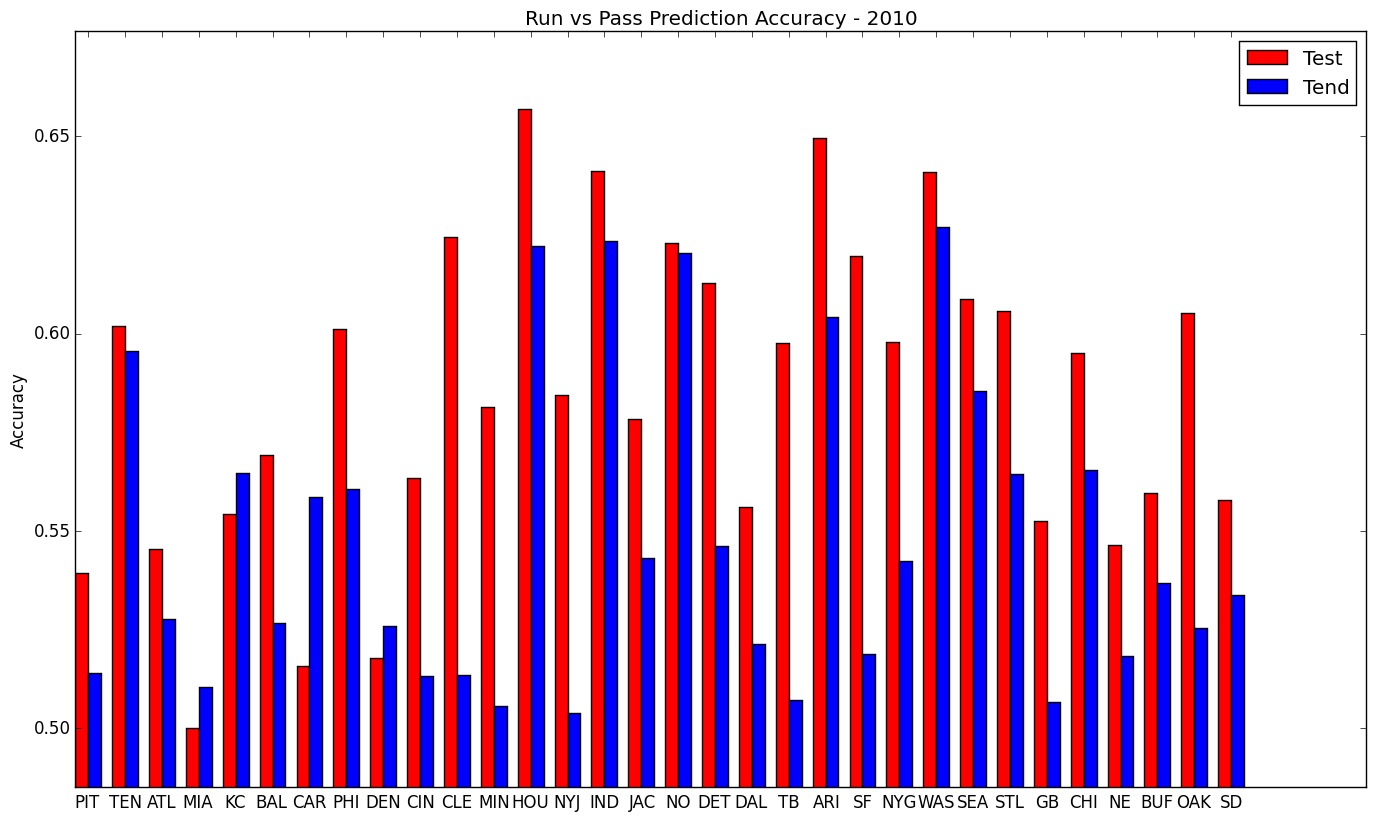 Run vs Pass Prediction Accuracy - 2010
Test
Tend
0.65
0.60
0.55
0.50
Accuracy
PIT TEN ATL MIA KC BAL CAR PHI DEN CIN CLE MIN HOU NYJ IND JAC NO DET DAL TB ARI SF NYG WAS SEA STL GB CHI NE BUF OAK SD